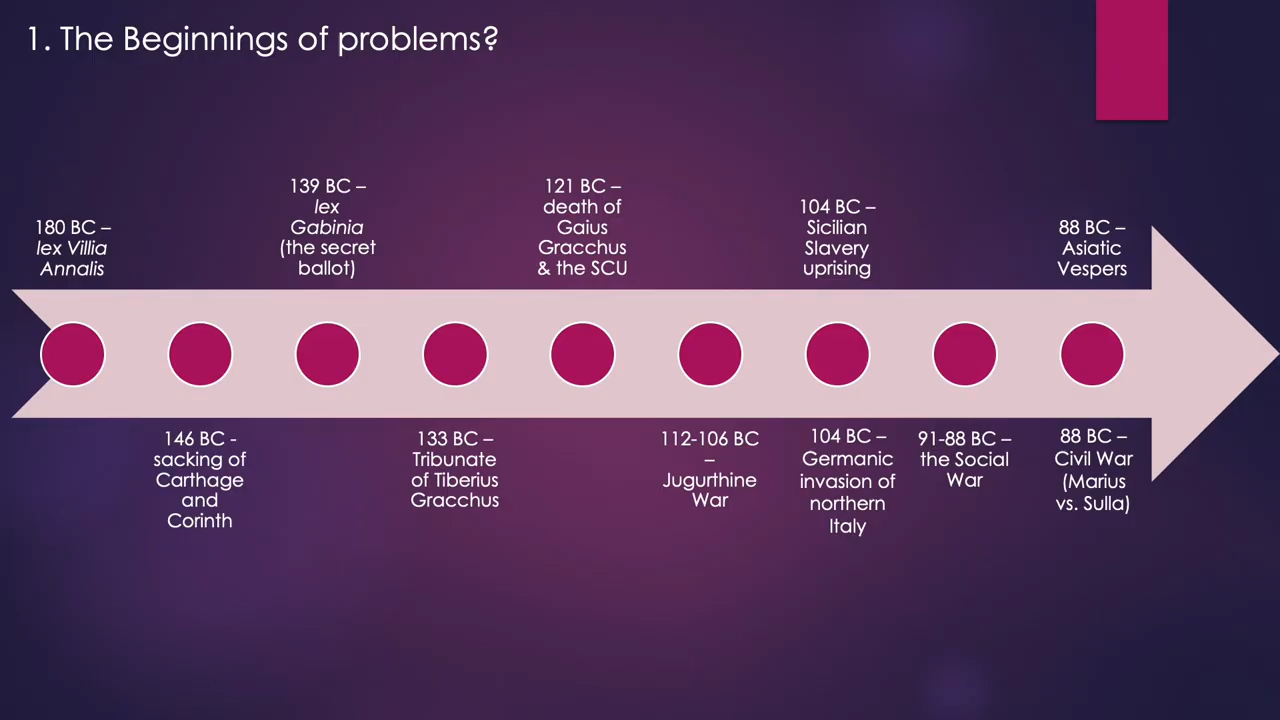 1. The Beginnings of problems?
180 BC –
lex Villia
Annalis
146 BC -
sacking of
Carthage
and
Corinth
139 BC –
lex
Gabinia
(the secret
ballot)
133 BC –
Tribunate
of Tiberius
Gracchus
121 BC –
death of
Gaius
Gracchus
& the SCU
112-106 BC
–
Jugurthine
War
104 BC –
Sicilian
Slavery
uprising
104 BC –
Germanic
invasion of
northern
Italy
91-88 BC –
the Social
War
88 BC –
Asiatic
Vespers
88 BC –
Civil War
(Marius
vs. Sulla)